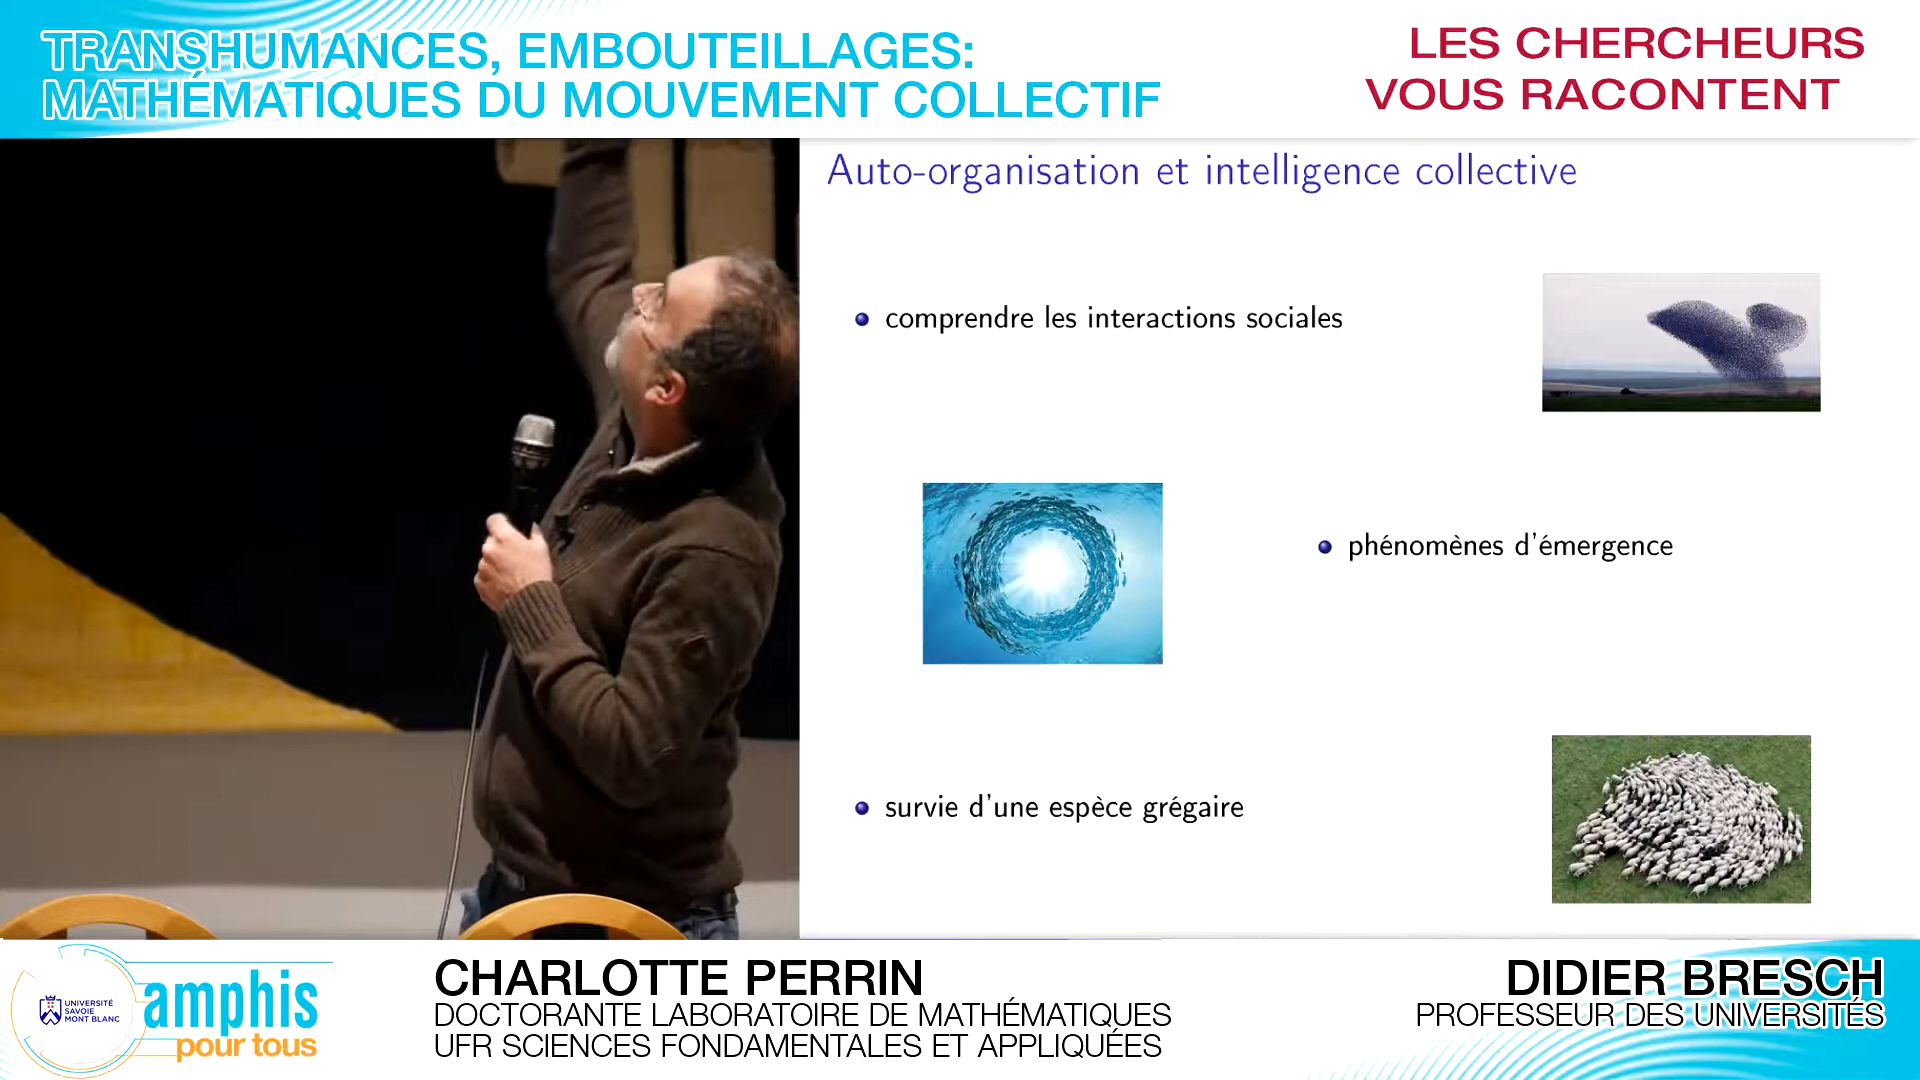 TRANSHUMANCES, EMBOUTEILLAGES:
MATHÉMATIQUES DU MOUVEMENT COLLECTIF
LES CHERCHEURS
VOUS RACONTENT
Auto-organisation et intelligence collective
comprendre les interactions sociales
phénomènes d'émergence
survie d'une espèce grégaire
UNIVERSITÉ
SAVOIE
MONT BLANC
amphis
pour tous
CHARLOTTE PERRIN
DOCTORANTE LABORATOIRE DE MATHÉMATIQUES
UFR SCIENCES FONDAMENTALES ET APPLIQUÉES
DIDIER BRESCH
PROFESSEUR DES UNIVERSITÉS